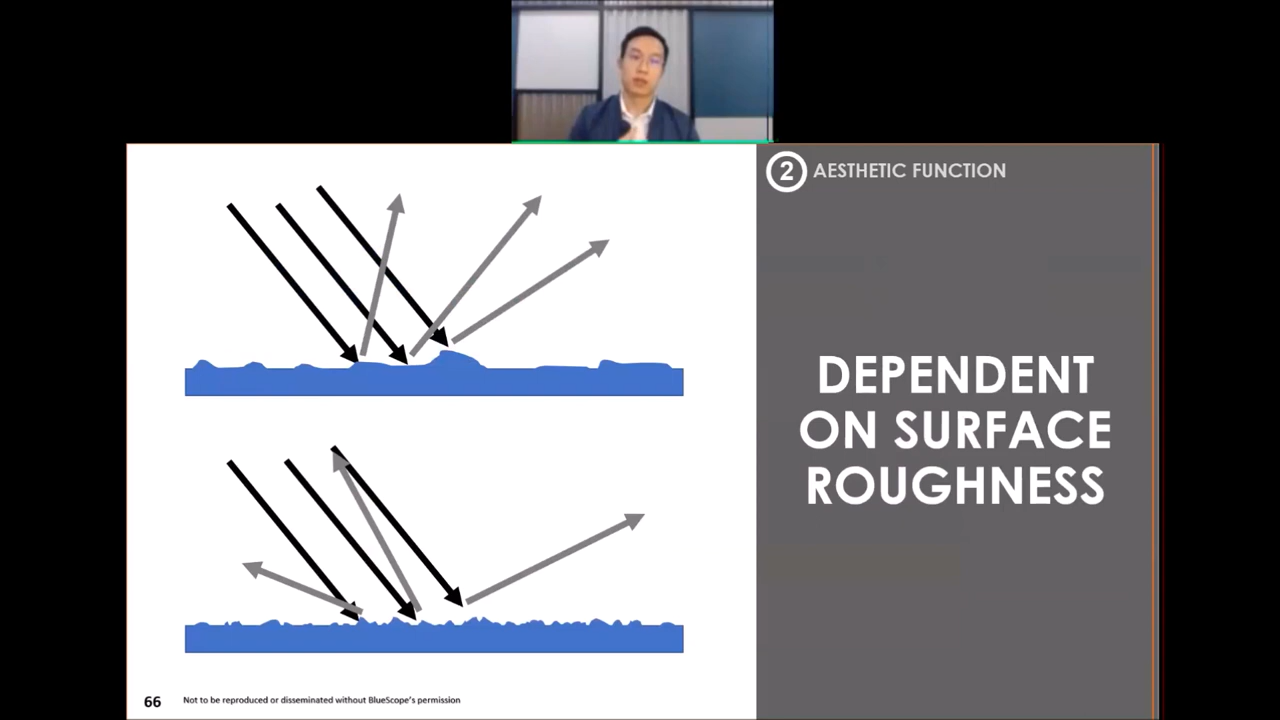 2 AESTHETIC FUNCTION
DEPENDENT
ON SURFACE
ROUGHNESS
66 Not to be reproduced or disseminated without BlueScope's permission